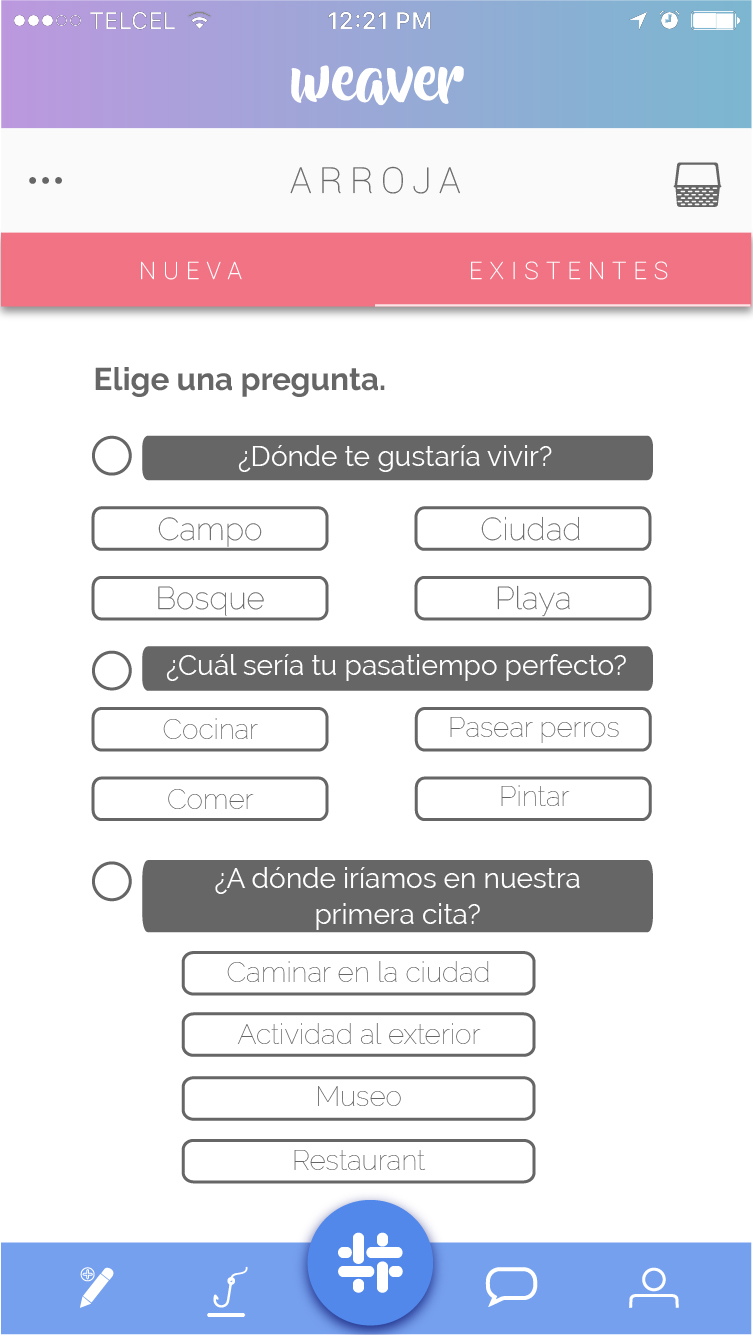 TELCEL 12:21 PM
weaver
ARROJA
NUEVA EXISTENTES
Elige una pregunta.
¿Dónde te gustaría vivir?
Campo Ciudad
Bosque Playa
¿Cuál sería tu pasatiempo perfecto?
Cocinar Pasear perros
Comer Pintar
¿A dónde iríamos en nuestra
primera cita?
Caminar en la ciudad
Actividad al exterior
Museo
Restaurant